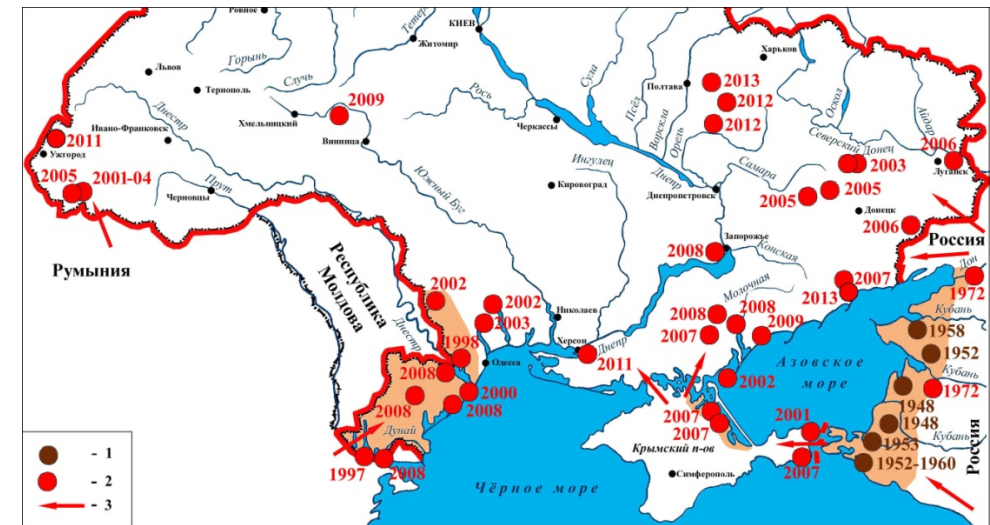 Ровное
КИЕВ
Тетерев
Житомир
Харьков
Горынь
Львов
Случь
Сула
Полтава
2013
Оскол
Тернополь
2009
Рось
Псёл
Ворскла
2012
Айдар
Хмельницкий
Черкассы
Орель
2012
Северский Донец
Днестр
Ивано-Франковск
Винница
2011
Ужгород
Ингулец
Самара
2003
2006
Луганск
2005
2001-04
Прут
Черновцы
Южный Буг
Кировоград
Днепр
Днепропетровск
2005
2005
Донецк
2006
Россия
Румыния
Республика
Молдова
Запорожье
2008
Конская
Дон
1972
2002
2002
Днестр
2003
Николаев
Молочная
2007
2013
Кубань
2008
2008
1958
1998
Одесса
Херсон
Днепр
2011
2007
2009
1952
Азовское
море
Кубань
2008
2000
2002
1972
2008
2008
1948
Дунай
2007
2007
2001
1948
Кубань
Крымский п-ов
1953
1997
2008
Симферополь
2007
1952-1960
Россия
Чёрное море
- 1
- 2
- 3